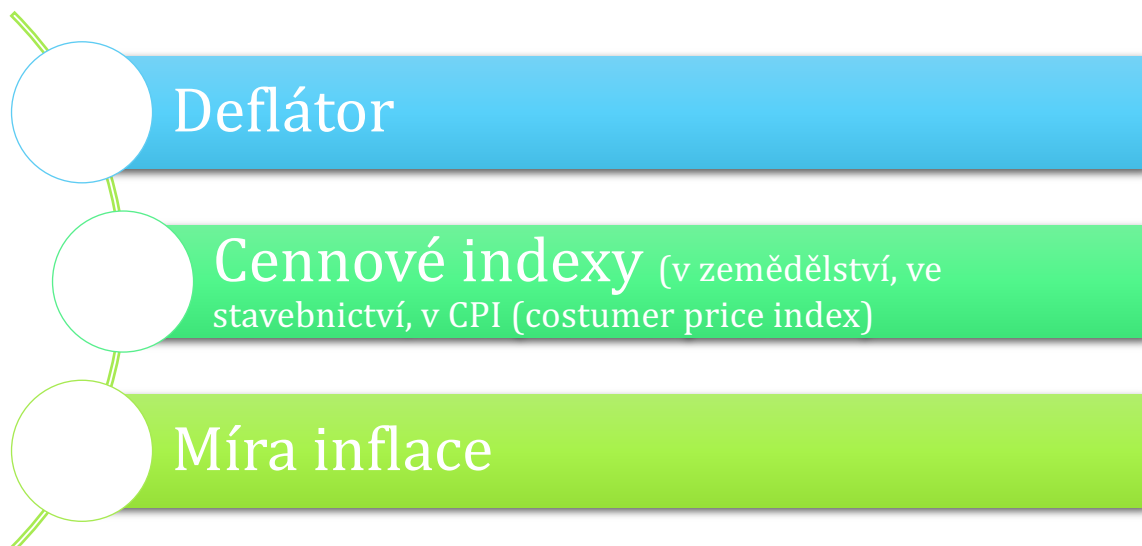 Deflátor
Cennové indexy (v zemědělství, ve
stavebnictví, v CPI (costumer price index)
Míra inflace